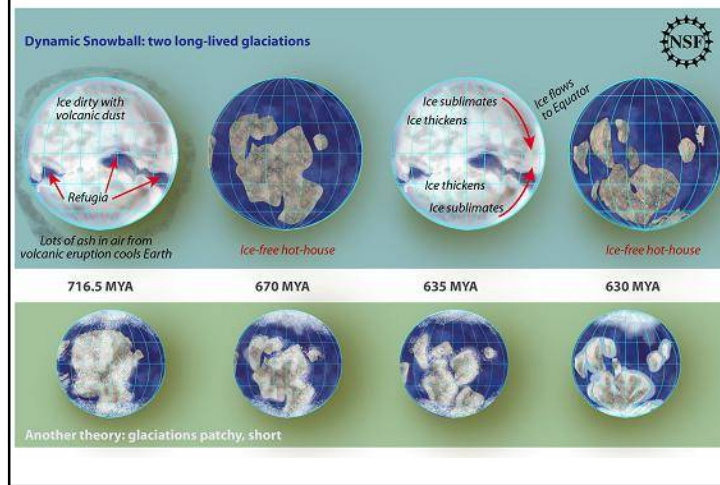 Dynamic Snowball: two long-lived glaciations
NSF
Ice dirty with
volcanic dust
Refugia
Lots of ash in air from
volcanic eruption cools Earth
Ice-free hot-house
Ice sublimates
Ice thickens
Ice flows
to Equator
Ice thickens
Ice sublimates
Ice-free hot-house
716.5 MYA
670 MYA
635 MYA
630 MYA
Another theory: glaciations patchy, short